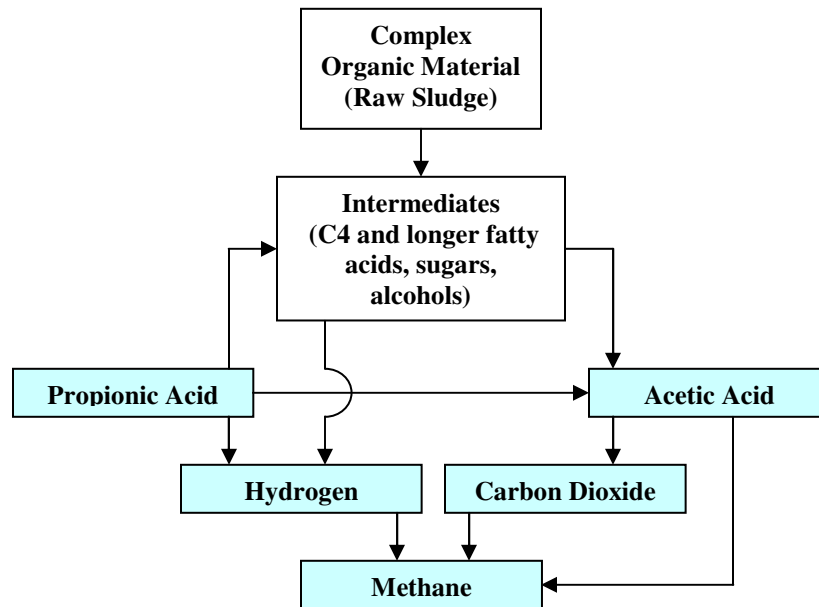 Complex
Organic Material
(Raw Sludge)
Intermediates
(C4 and longer fatty
acids, sugars,
alcohols)
Propionic Acid
Acetic Acid
Hydrogen
Carbon Dioxide
Methane